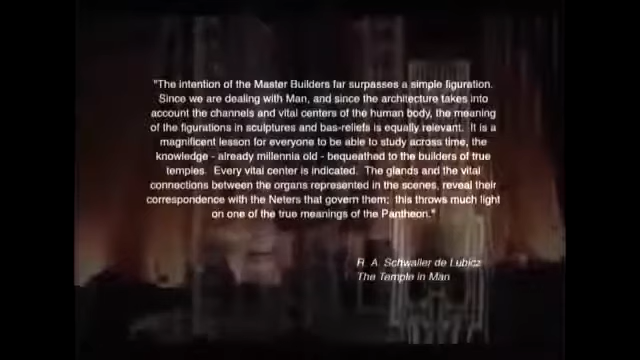 "The intention of the Master Builders far surpasses a simple figuration.
Since we are dealing with Man, and since the architecture takes into
account the channels and vital centers of the human body, the meaning
of the figurations in sculptures and bas-reliefs is equally relevant. It is a
magnificent lesson for everyone to be able to study across time, the
knowledge - already millennia old - bequeathed to the builders of true
temples. Every vital center is indicated. The glands and the vital
connections between the organs represented in the scenes, reveal their
correspondence with the Neters that govern them; this throws much light
on one of the true meanings of the Pantheon."
R. A. Schwaller de Lubicz
The Temple in Man